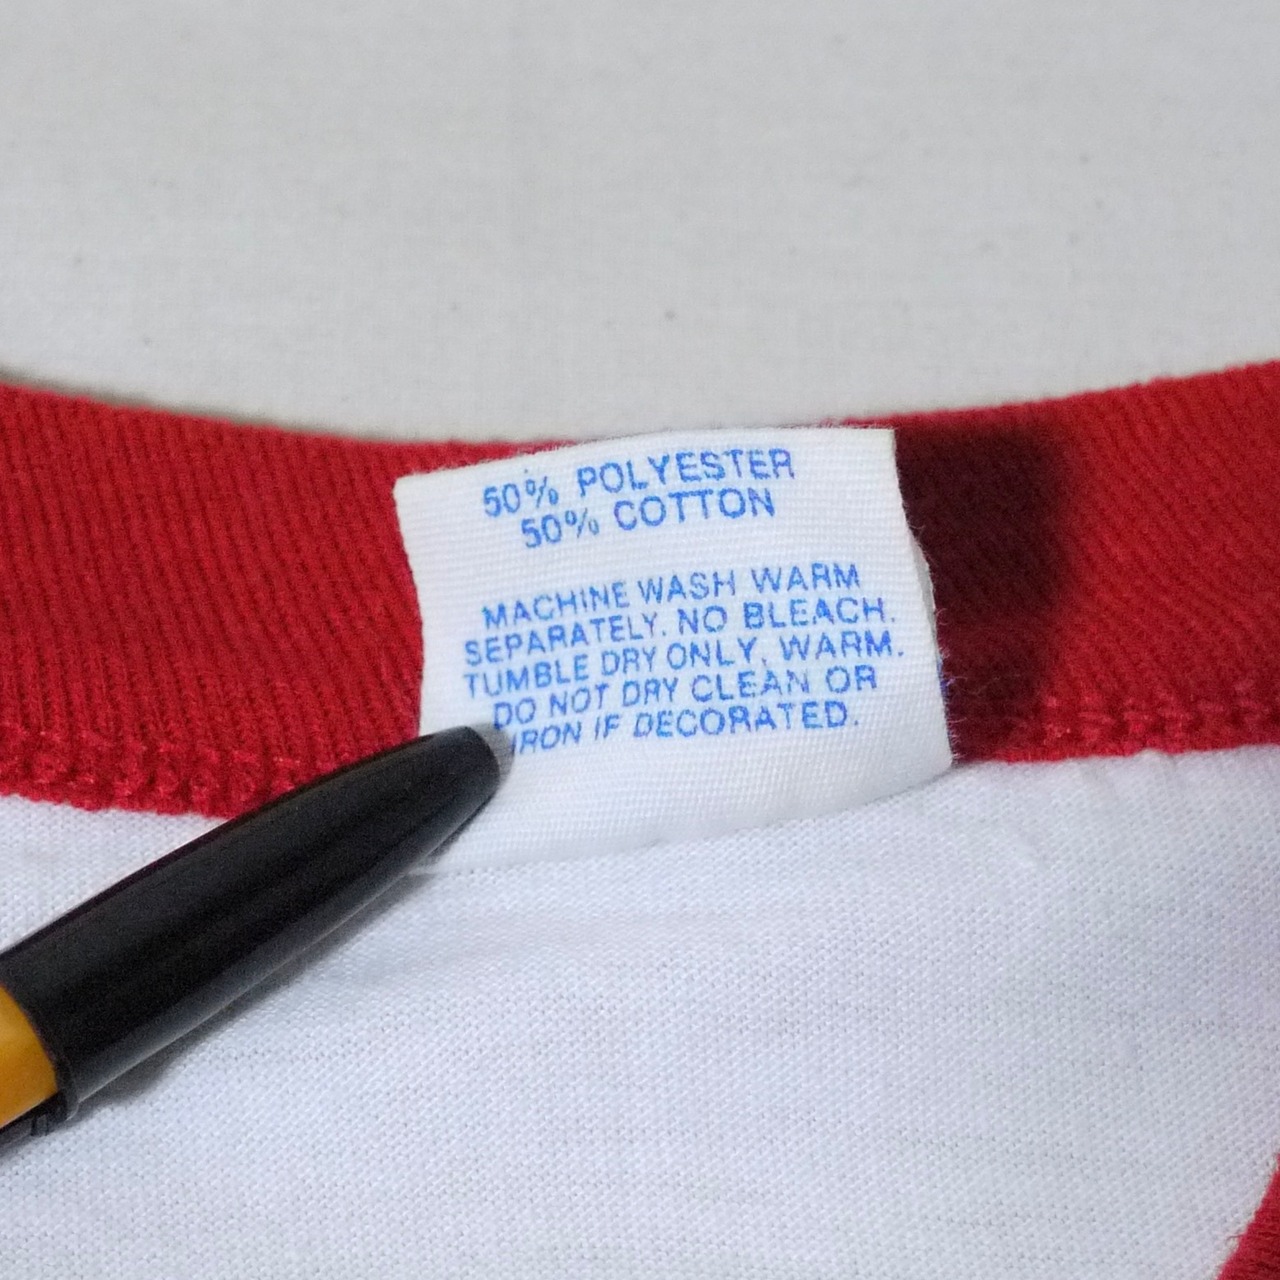 50% POLYESTER
50% COTTON
MACHINE WASH WARM
SEPARATELY. NO BLEACH.
TUMBLE DRY ONLY, WARM.
DO NOT DRY CLEAN OR
IRON IF DECORATED.